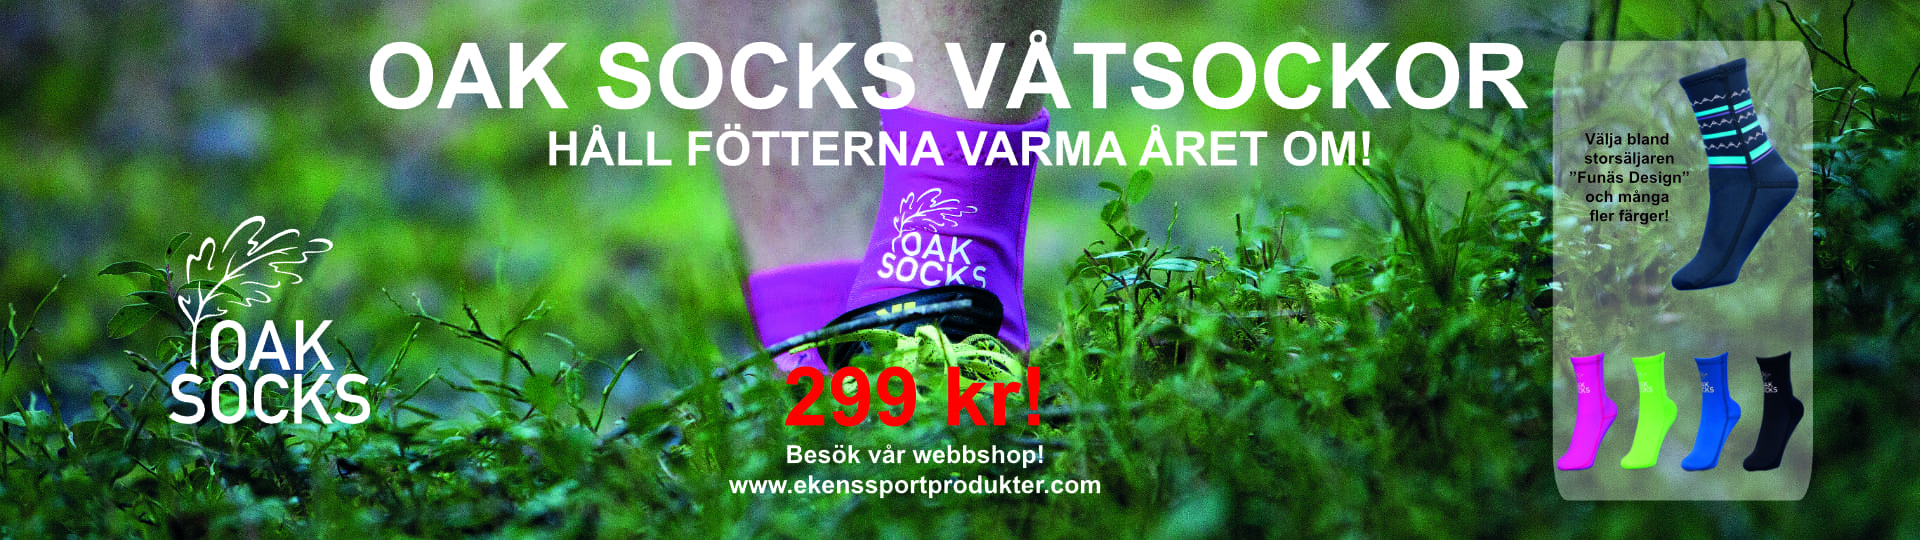 OAK SOCKS VÅTSOCKOR
HÅLL FÖTTERNA VARMA ÅRET OM!
OAK
SOCKS
OAK
SOCKS
299 kr!
Besök vår webbshop!
www.ekenssportprodukter.com
Välja bland
storsäljaren
”Funäs Design”
och många
fler färger!